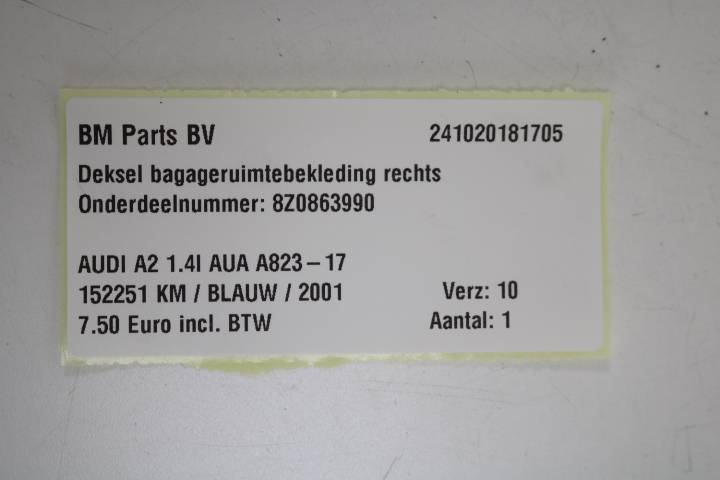 BM Parts BV 241020181705
Deksel bagageruimtebekleding rechts
Onderdeelnummer: 8Z0863990
AUDI A2 1.4I AUA A823-17
152251 KM / BLAUW / 2001 Verz: 10
7.50 Euro incl. BTW Aantal: 1